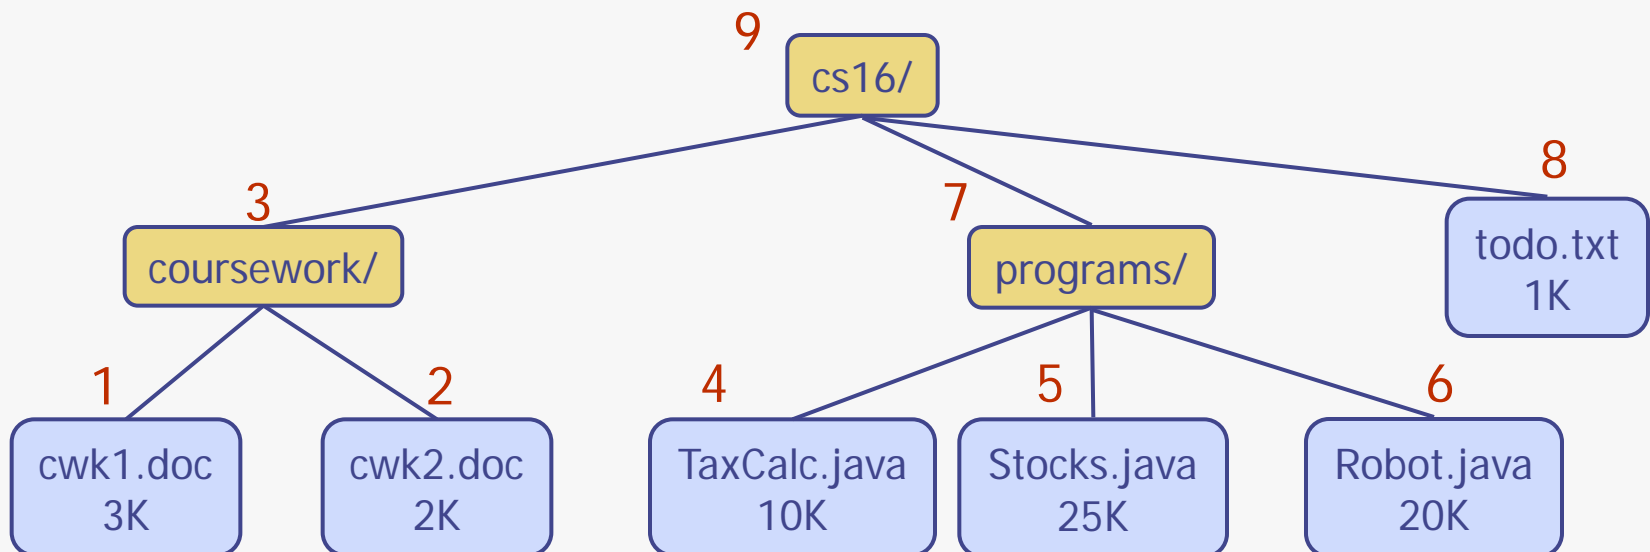 9
cs16/
8
3
7
coursework/
programs/
todo.txt
1K
1
2
4
5
6
cwk1.doc
3K
cwk2.doc
2K
TaxCalc.java
10K
Stocks.java
25K
Robot.java
20K